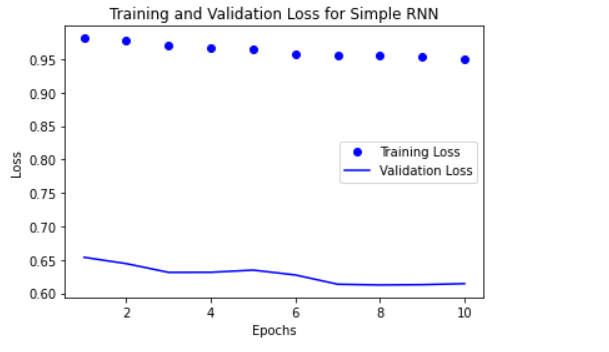 Training and Validation Loss for Simple RNN
0.95
0.90
0.85
0.80
0.75
0.70
0.65
0.60
Loss
Training Loss
Validation Loss
2 4 6 8 10
Epochs